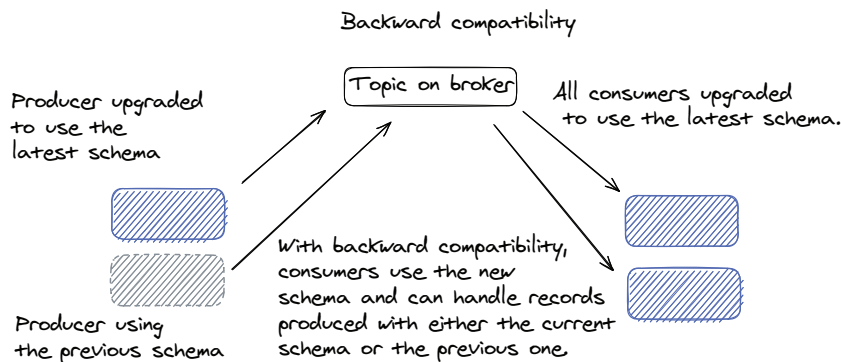 Backward compatibility
Topic on broker
Producer upgraded
to use the
latest schema
All consumers upgraded
to use the latest schema.
With backward compatibility,
consumers use the new
schema and can handle records
produced with either the current
schema or the previous one.
Producer using
the previous schema